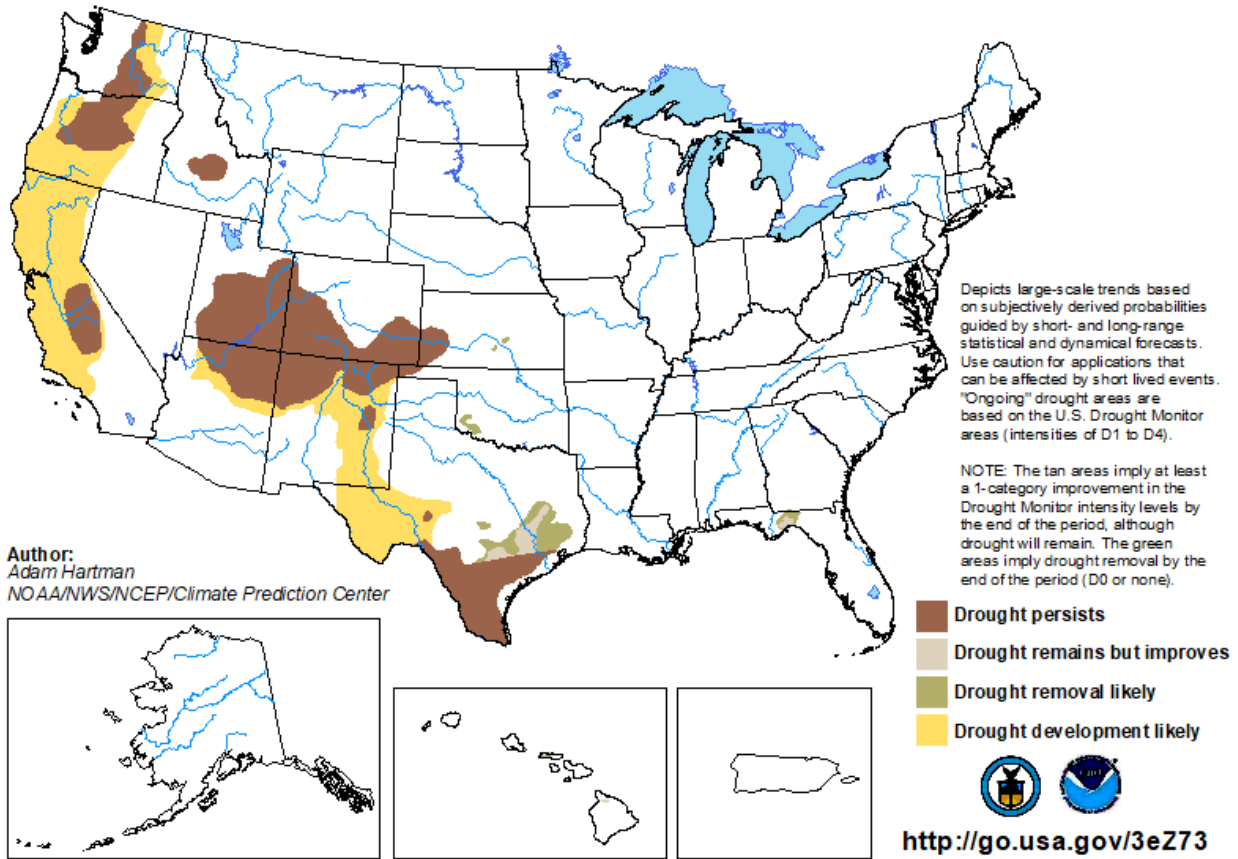 Depicts large-scale trends based
on subjectively derived probabilities
guided by short- and long-range
statistical and dynamical forecasts.
Use caution for applications that
can be affected by short lived events.
"Ongoing" drought areas are
based on the U.S. Drought Monitor
areas (intensities of D1 to D4).
NOTE: The tan areas imply at least
a 1-category improvement in the
Drought Monitor intensity levels by
the end of the period, although
drought will remain. The green
areas imply drought removal by the
end of the period (D0 or none).
Author:
Adam Hartman
NOAA/NWS/NCEP/Climate Prediction Center
Drought persists
Drought remains but improves
Drought removal likely
Drought development likely
http://go.usa.gov/3eZ73